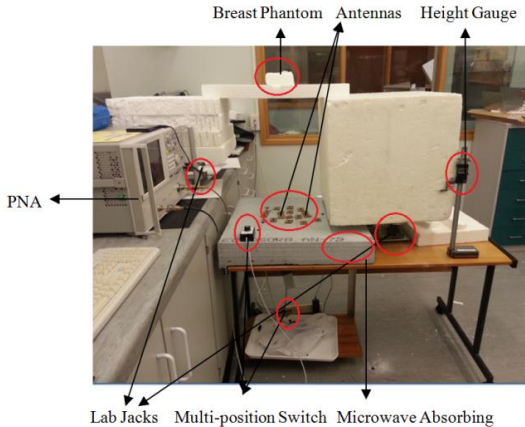 Breast Phantom
Antennas
Height Gauge
PNA
Lab Jacks
Multi-position Switch
Microwave Absorbing